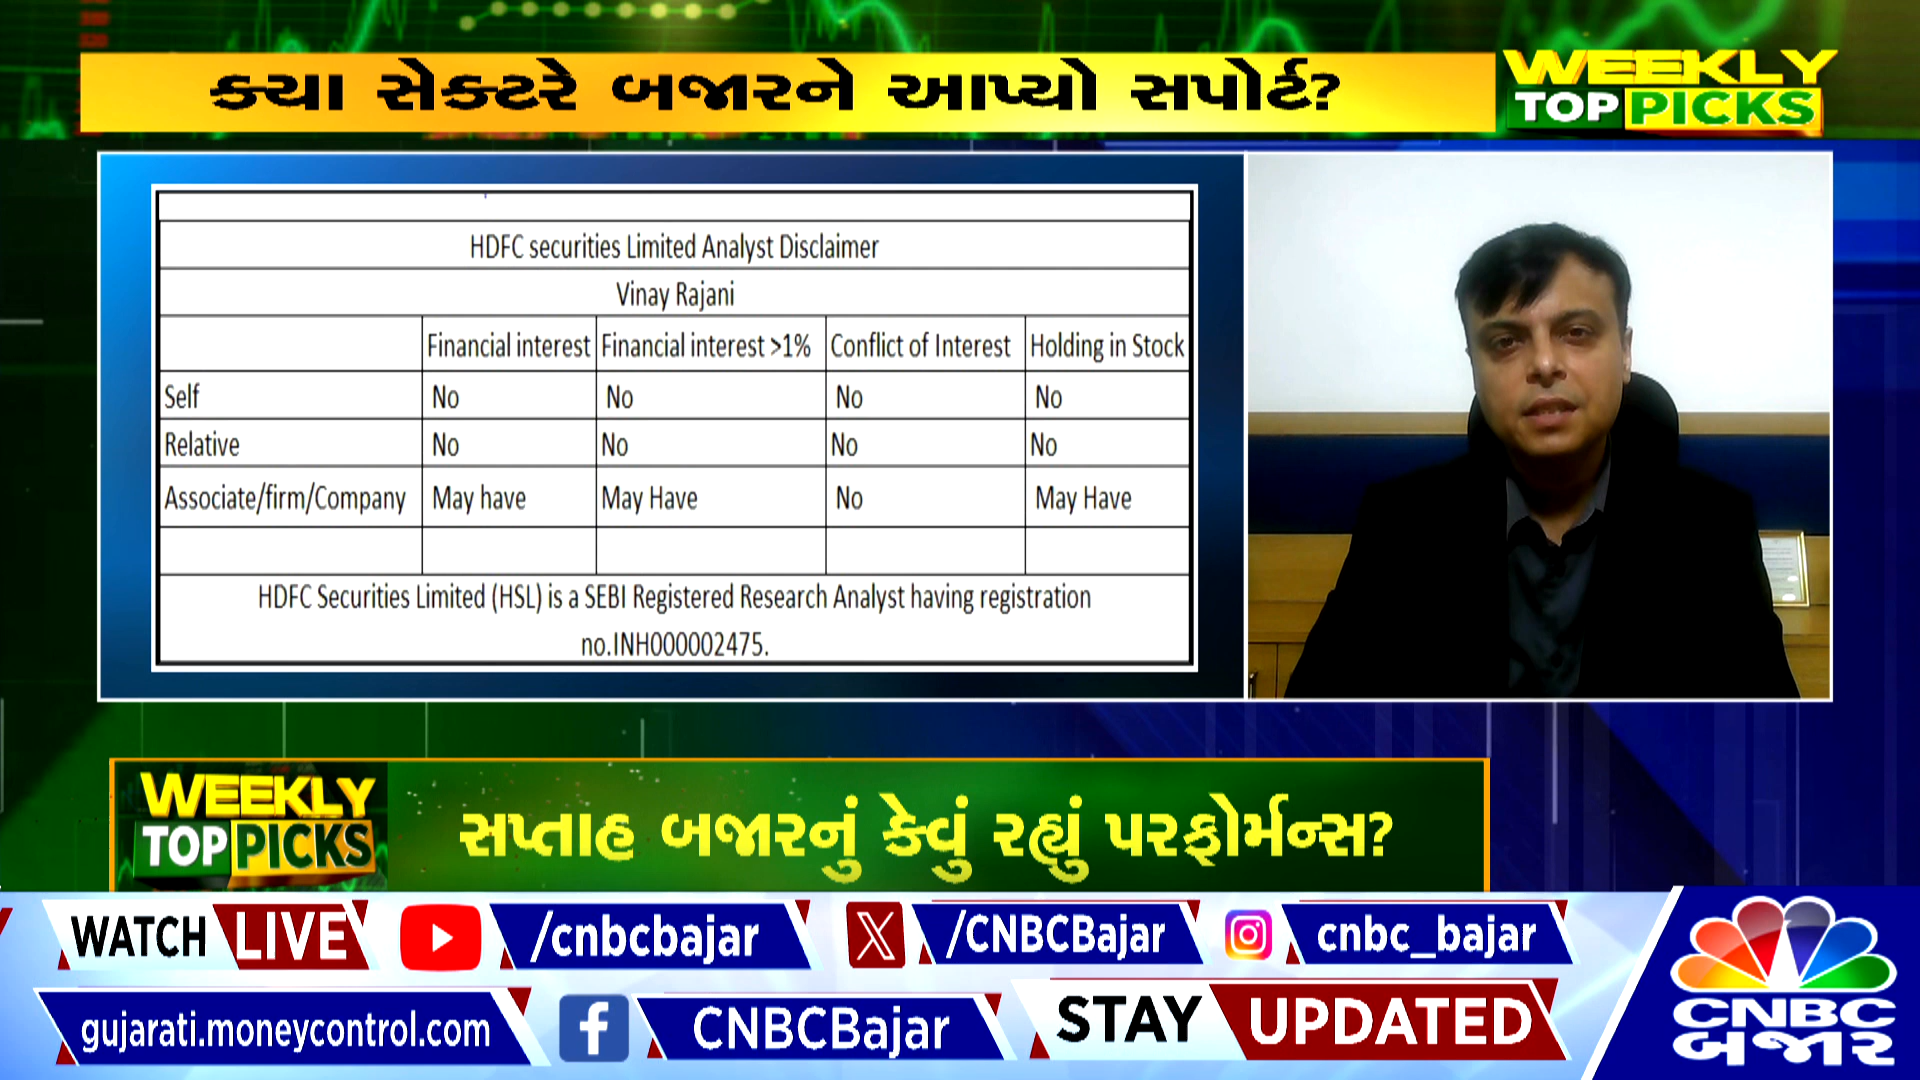 ક્યા સેક્ટરે બજારને આપ્યો સપોર્ટ?
WEEKLY
TOP PICKS
HDFC securities Limited Analyst Disclaimer
Vinay Rajani
Financial interest Financial interest >1% Conflict of Interest Holding in Stock
Self No No No No
Relative No No No No
Associate/firm/Company May have May Have No May Have
HDFC Securities Limited (HSL) is a SEBI Registered Research Analyst having registration
no.INH000002475.
WEEKLY
TOP PICKS
સપ્તાહ બજારનું કેવું રહ્યું પરફોર્મન્સ?
WATCH LIVE /cnbcbajar /CNBCBajar cnbc_bajar
gujarati.moneycontrol.com CNBCBajar STAY UPDATED
CNBC
બજાર